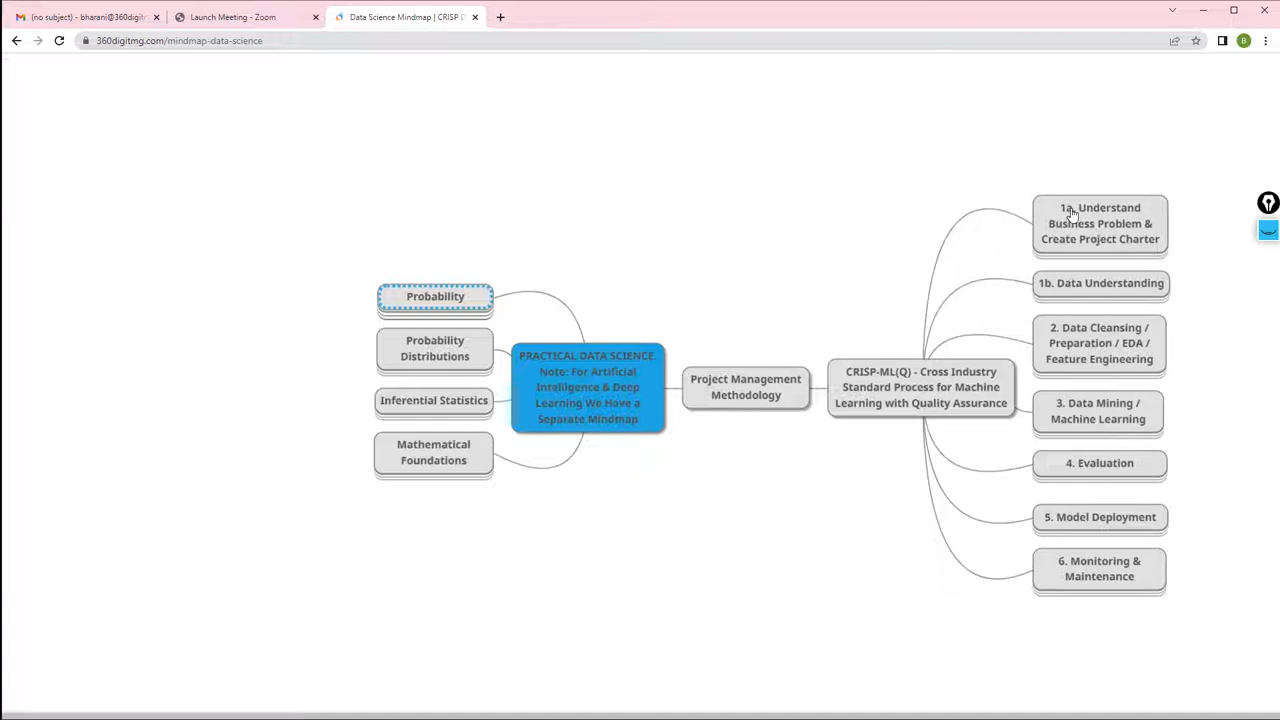 (no subject) - bharani@360digit
Launch Meeting - Zoom
Data Science Mindmap | CRISP D
360digitmg.com/mindmap-data-science
B
1a. Understand
Business Problem &
Create Project Charter
1b. Data Understanding
2. Data Cleansing /
Preparation / EDA /
Feature Engineering
3. Data Mining /
Machine Learning
4. Evaluation
5. Model Deployment
6. Monitoring &
Maintenance
CRISP-ML(Q) - Cross Industry
Standard Process for Machine
Learning with Quality Assurance
Project Management
Methodology
PRACTICAL DATA SCIENCE.
Note: For Artificial
Intelligence & Deep
Learning We Have a
Separate Mindmap
Probability
Probability
Distributions
Inferential Statistics
Mathematical
Foundations